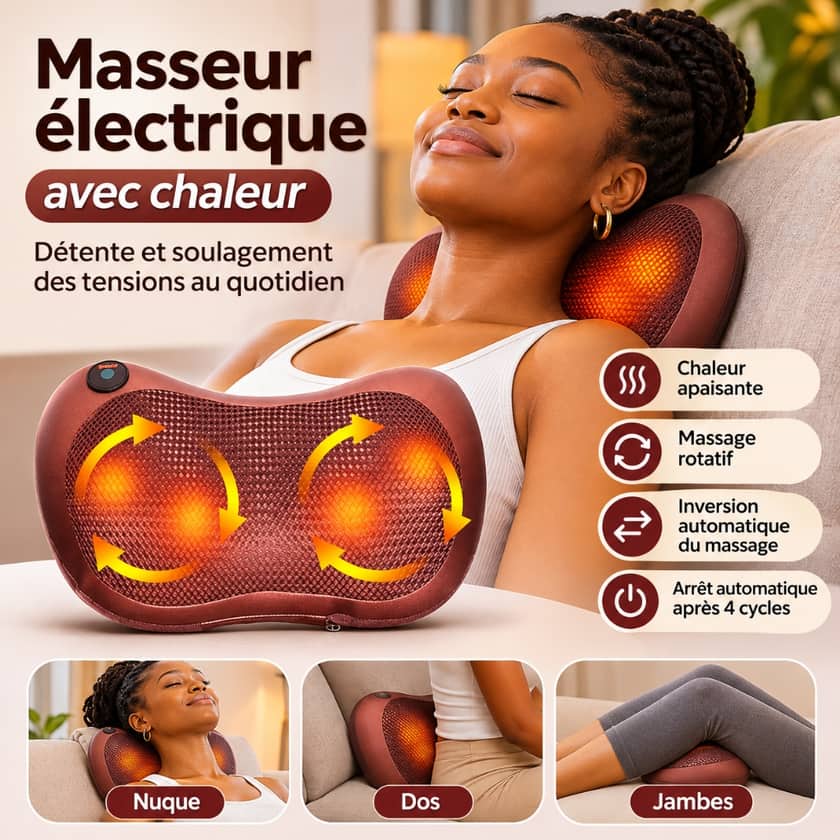 Masseur
électrique
avec chaleur
Détente et soulagement
des tensions au quotidien
Chaleur
apaisante
Massage
rotatif
Inversion
automatique
du massage
Arrêt automatique
après 4 cycles
Nuque
Dos
Jambes